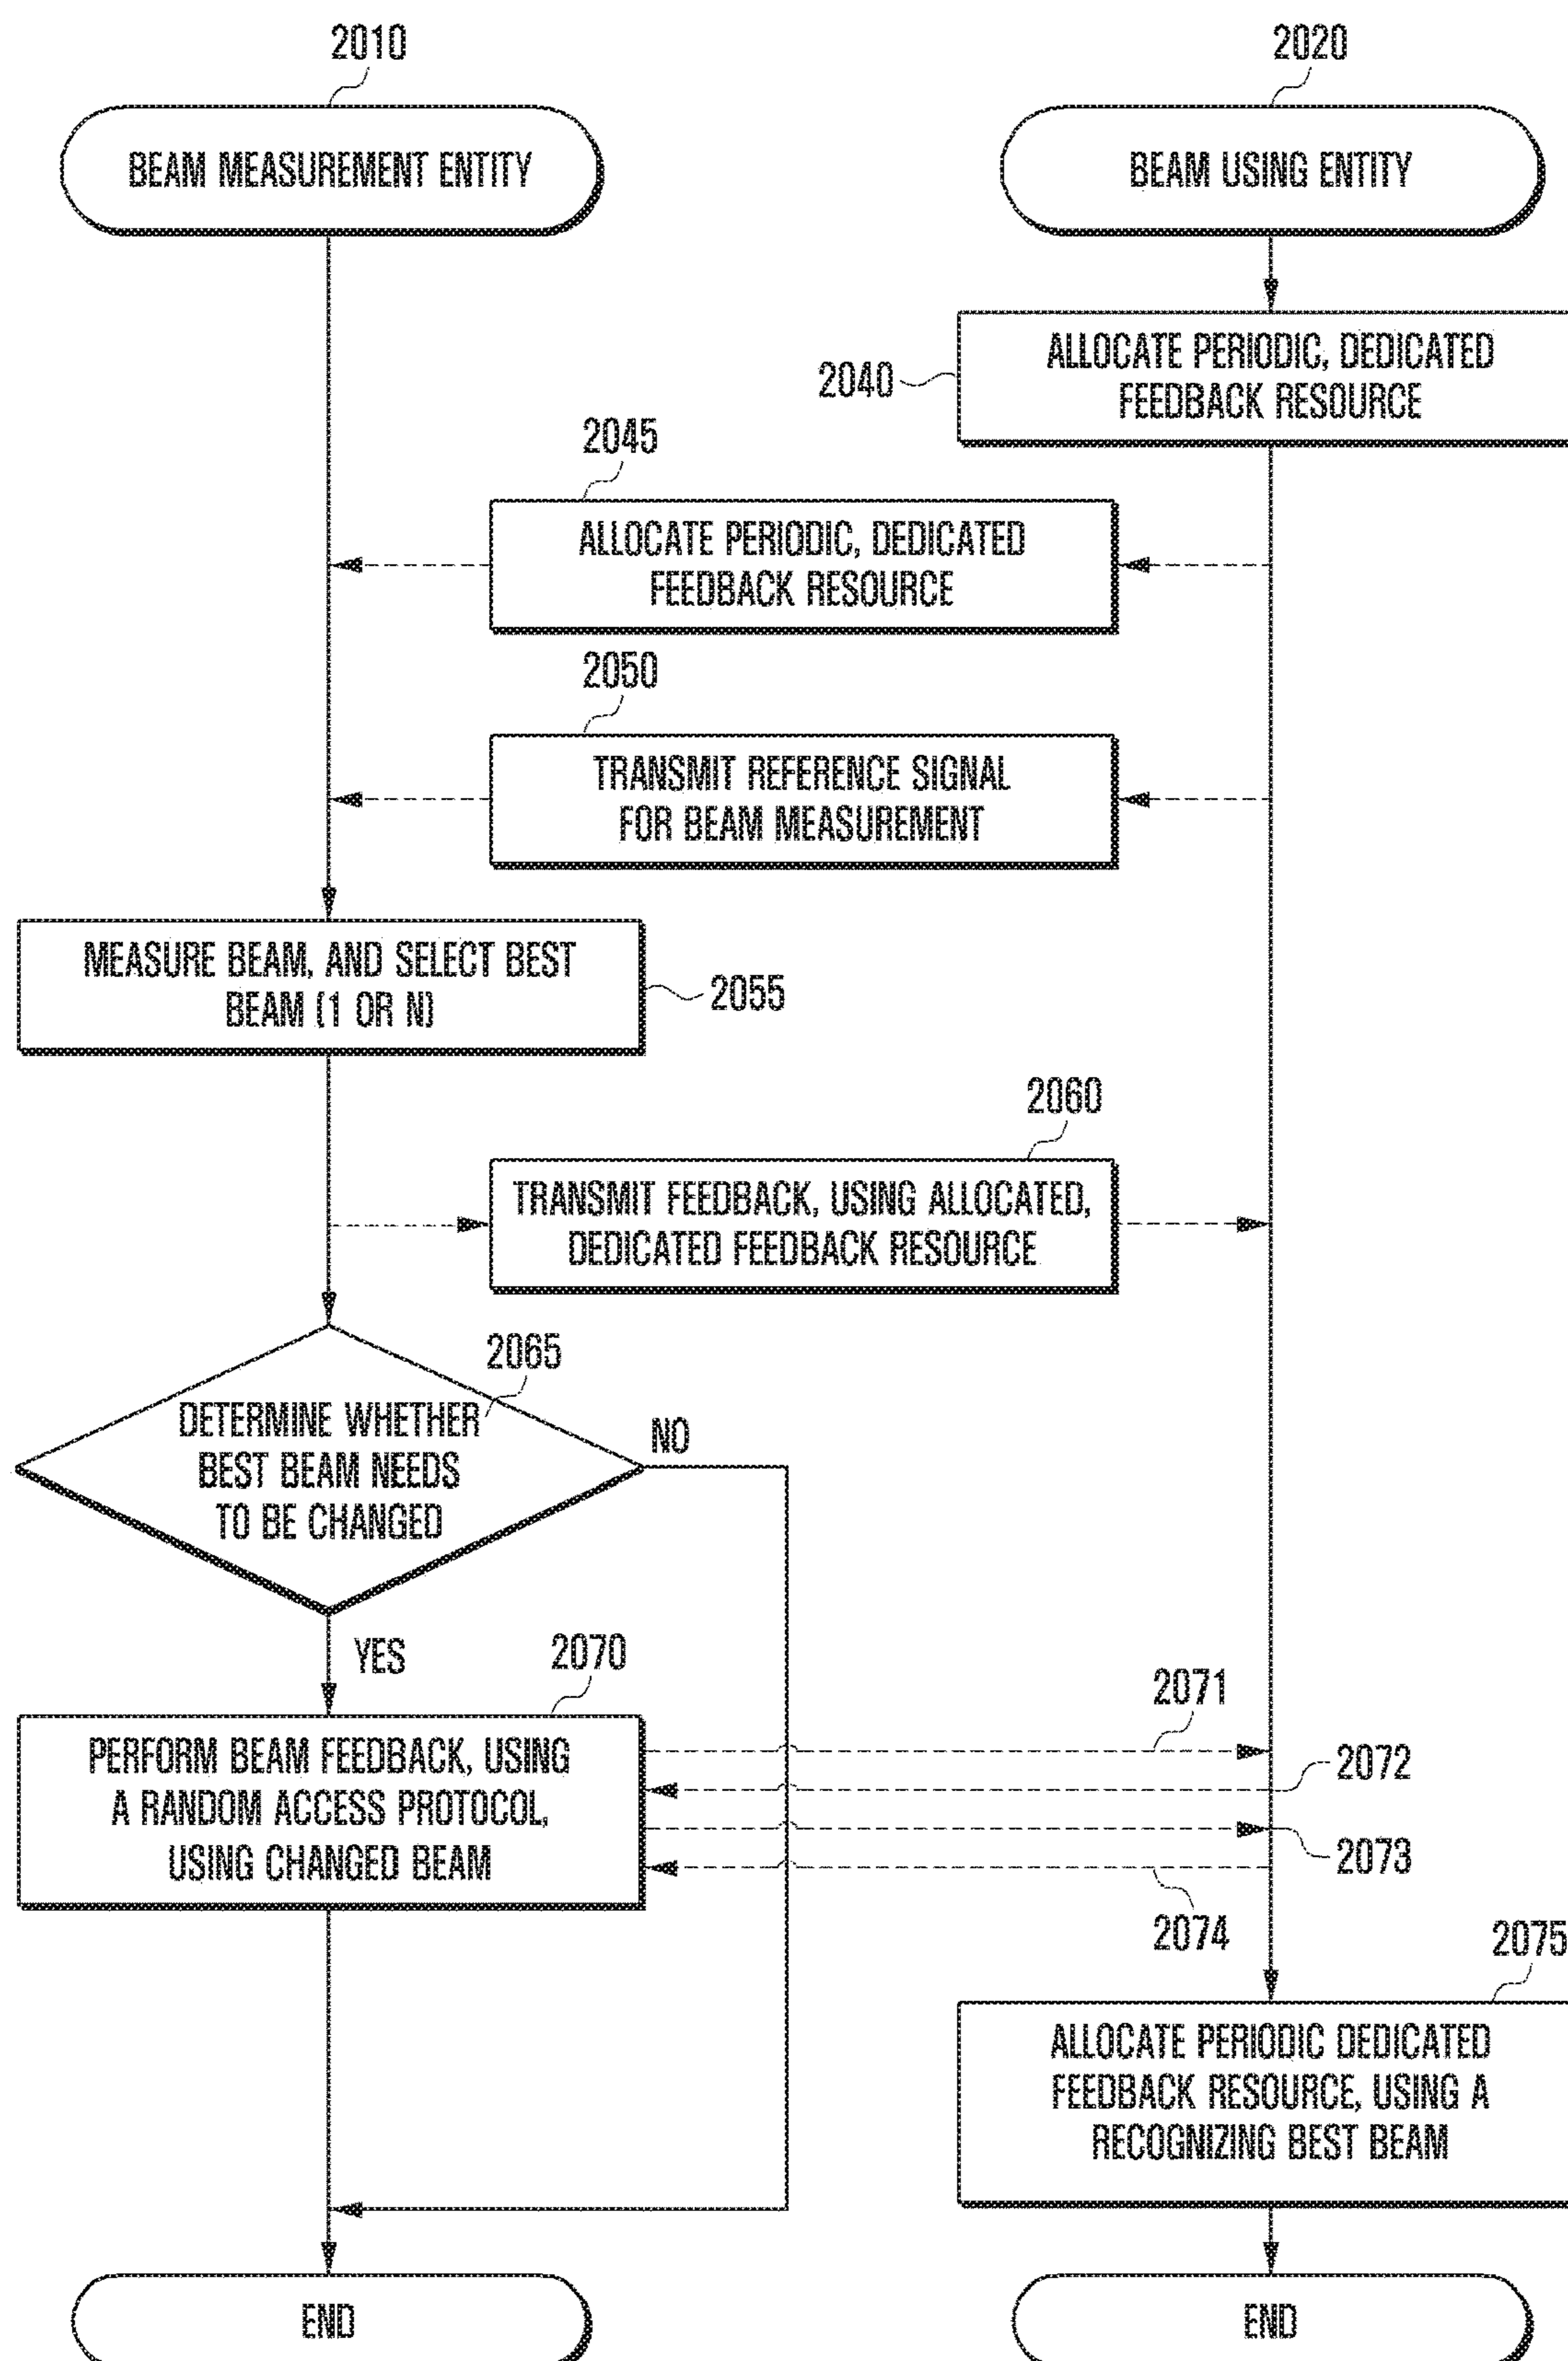 2010
2020
BEAM MEASUREMENT ENTITY
BEAM USING ENTITY
ALLOCATE PERIODIC, DEDICATED
FEEDBACK RESOURCE
2040
2045
ALLOCATE PERIODIC, DEDICATED
FEEDBACK RESOURCE
2050
TRANSMIT REFERENCE SIGNAL
FOR BEAM MEASUREMENT
MEASURE BEAM, AND SELECT BEST
BEAM (1 OR N)
2055
2060
TRANSMIT FEEDBACK, USING ALLOCATED,
DEDICATED FEEDBACK RESOURCE
2065
DETERMINE WHETHER
BEST BEAM NEEDS
TO BE CHANGED
NO
YES
2070
PERFORM BEAM FEEDBACK, USING
A RANDOM ACCESS PROTOCOL,
USING CHANGED BEAM
2071
2072
2073
2074
2075
ALLOCATE PERIODIC DEDICATED
FEEDBACK RESOURCE, USING A
RECOGNIZING BEST BEAM
END
END